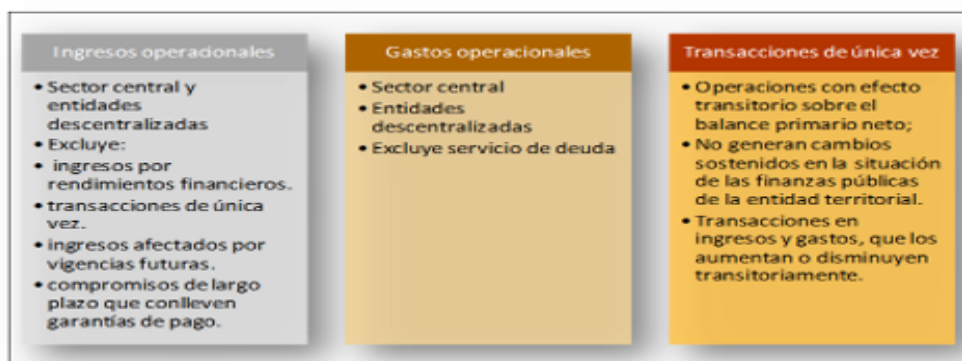 Ingresos operacionales
• Sector central y
entidades
descentralizadas
• Excluye:
• ingresos por
rendimientos financieros.
• transacciones de única
vez.
• ingresos afectados por
vigencias futuras.
• compromisos de largo
plazo que conlleven
garantías de pago.
Gastos operacionales
• Sector central
• Entidades
descentralizadas
• Excluye servicio de deuda
Transacciones de única vez
• Operaciones con efecto
transitorio sobre el
balance primario neto;
• No generan cambios
sostenidos en la situación
de las finanzas públicas
de la entidad territorial.
• Transacciones en
ingresos y gastos, que los
aumentan o disminuyen
transitoriamente.